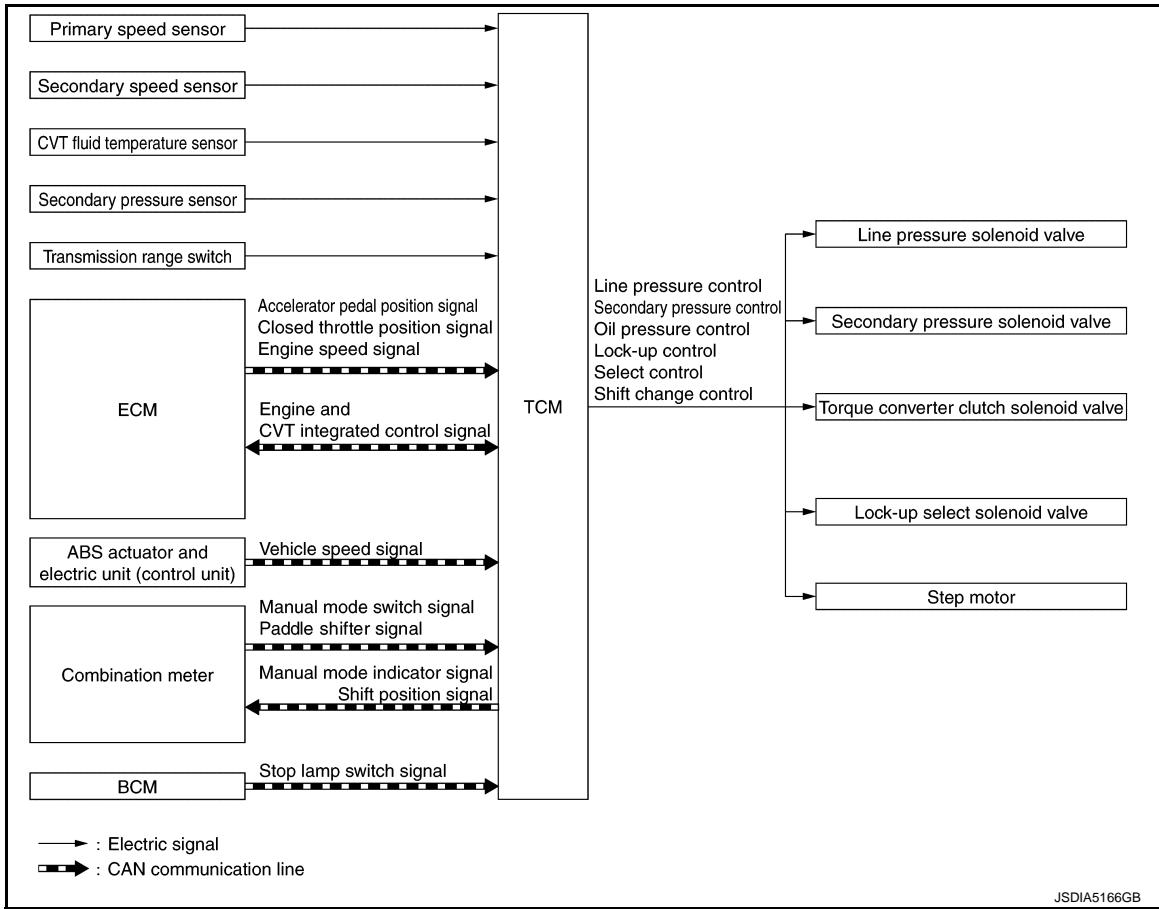 Primary speed sensor
Secondary speed sensor
CVT fluid temperature sensor
Secondary pressure sensor
Transmission range switch
ECM
Accelerator pedal position signal
Closed throttle position signal
Engine speed signal
Engine and
CVT integrated control signal
ABS actuator and
electric unit (control unit)
Vehicle speed signal
Combination meter
Manual mode switch signal
Paddle shifter signal
Manual mode indicator signal
Shift position signal
BCM
Stop lamp switch signal
TCM
Line pressure control
Secondary pressure control
Oil pressure control
Lock-up control
Select control
Shift change control
Line pressure solenoid valve
Secondary pressure solenoid valve
Torque converter clutch solenoid valve
Lock-up select solenoid valve
Step motor
: Electric signal
: CAN communication line
JSDIA5166GB